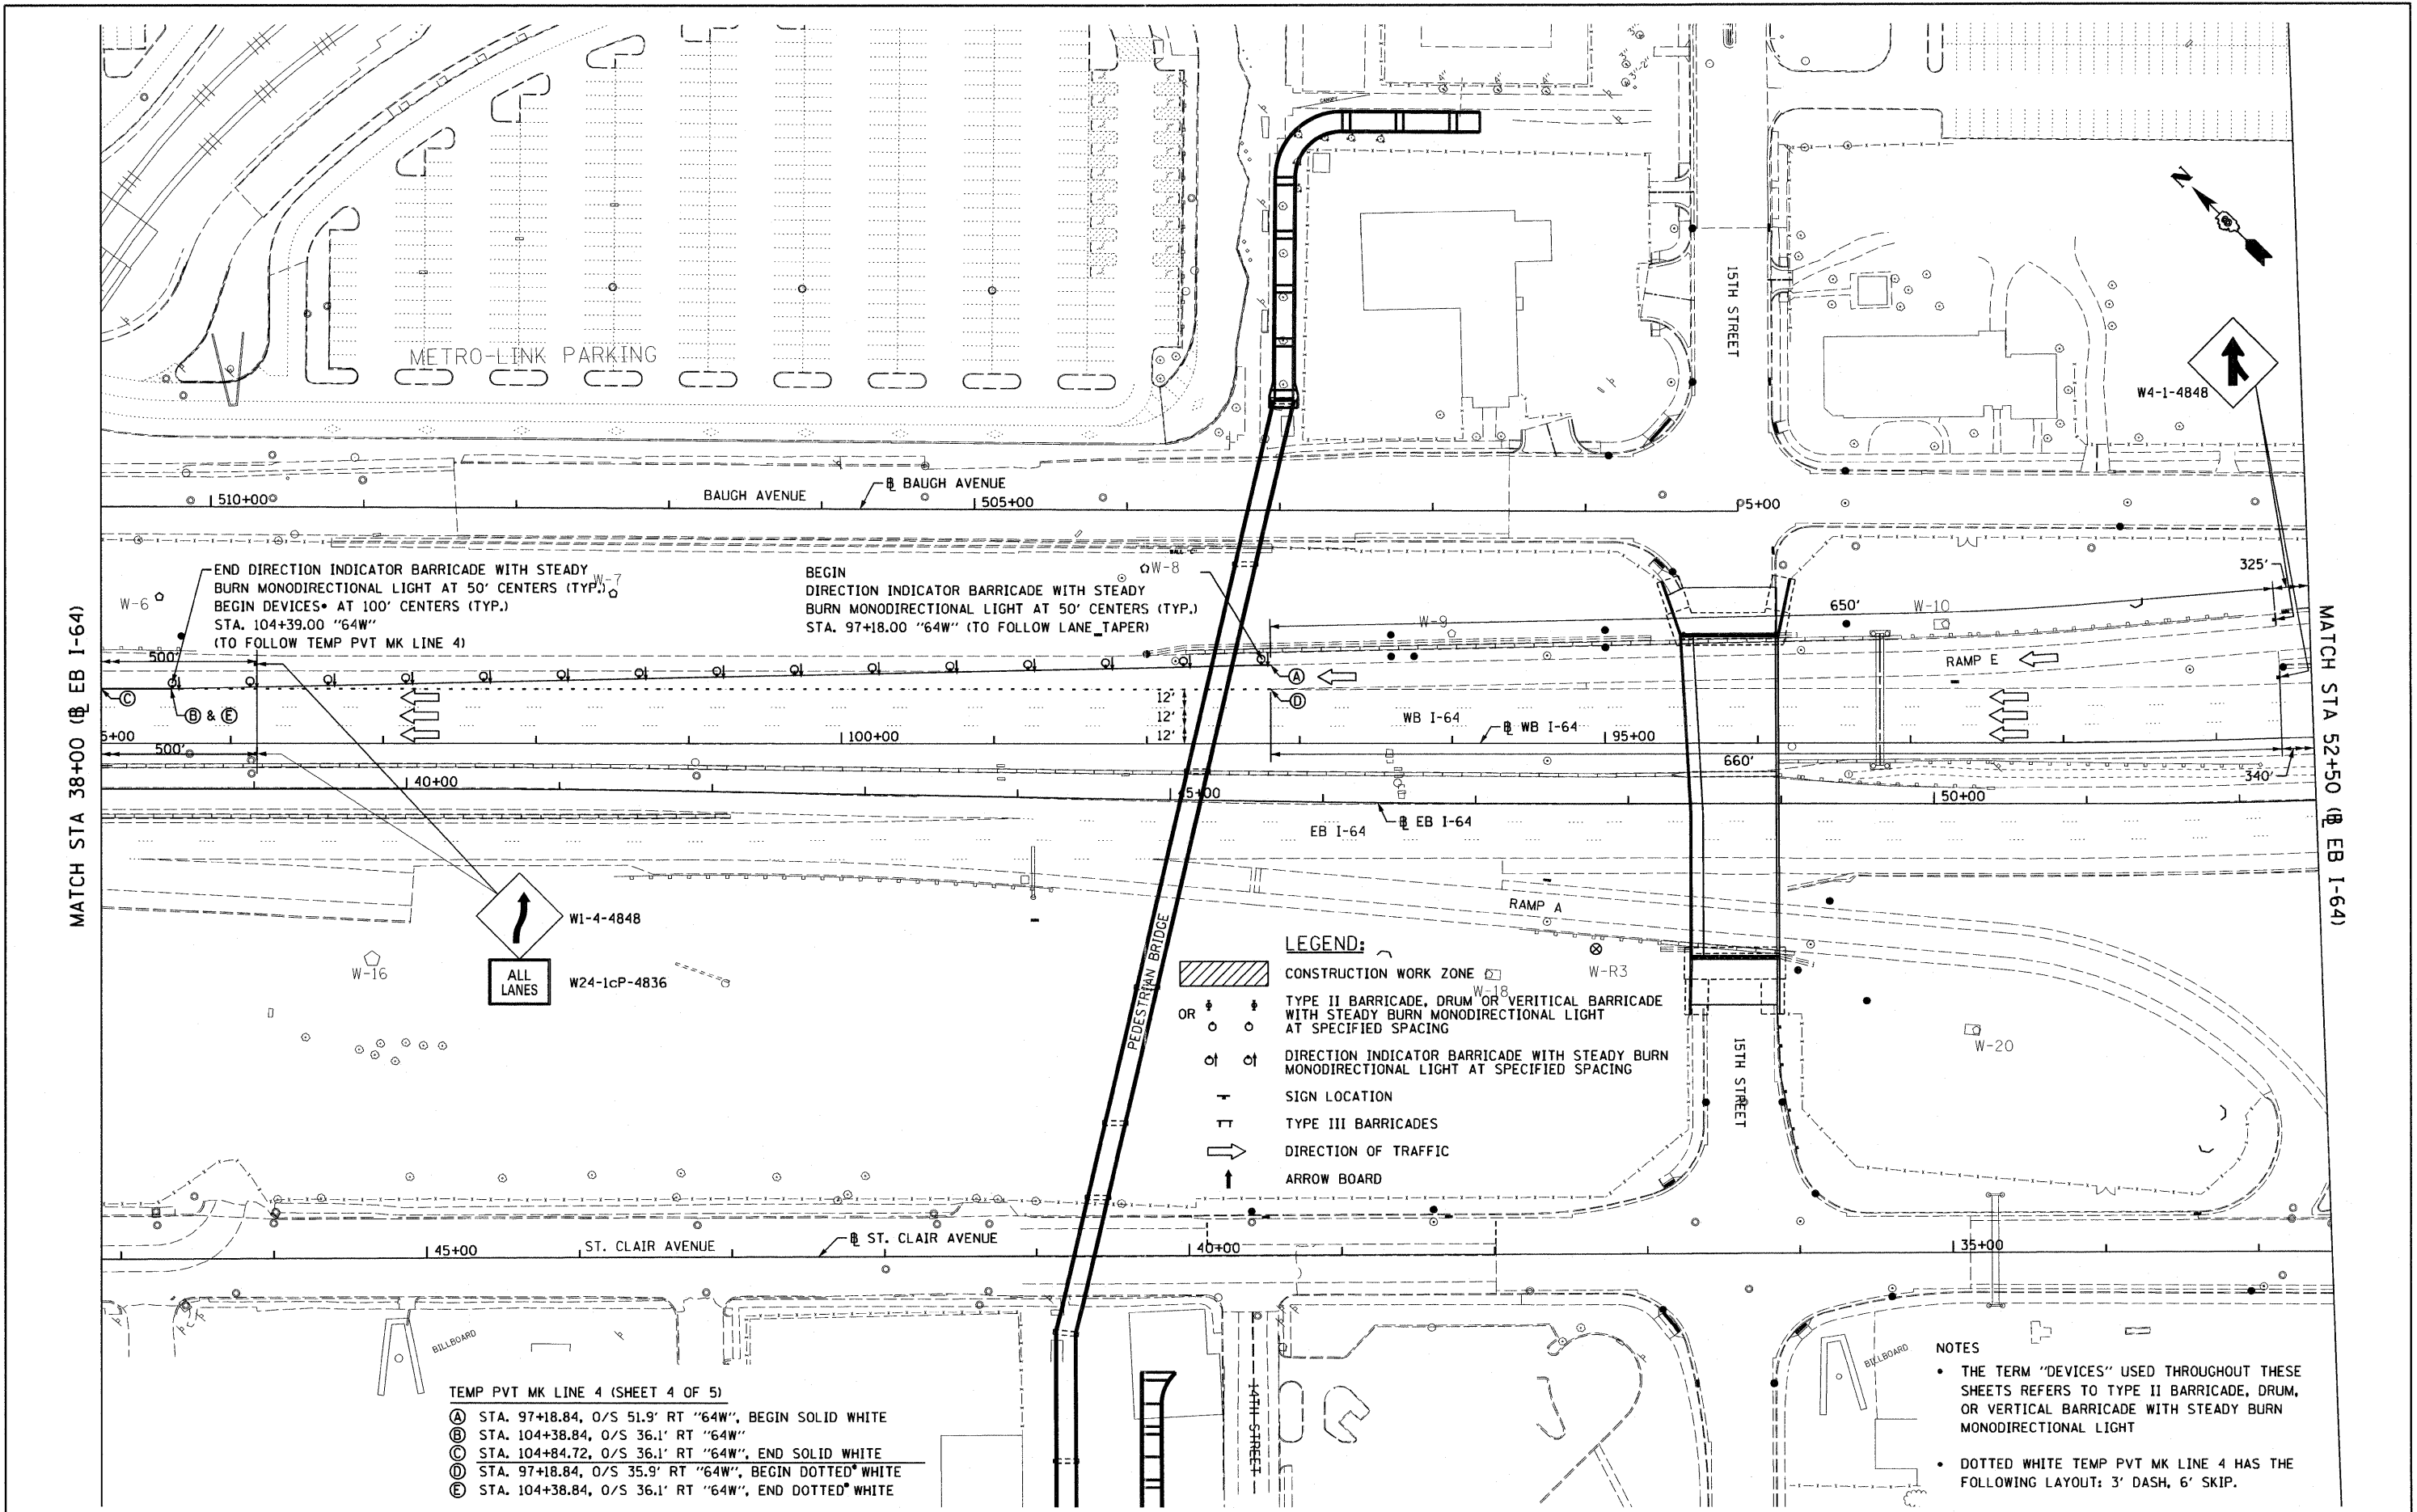 3"
3"
3"-2"
4"
4"
4"
CANOPY
N
15TH STREET
METRO-LINK PARKING
W4-1-4848
510+00
BAUGH AVENUE
℄ BAUGH AVENUE
505+00
5+00
END DIRECTION INDICATOR BARRICADE WITH STEADY
BURN MONODIRECTIONAL LIGHT AT 50' CENTERS (TYP.)
BEGIN DEVICES• AT 100' CENTERS (TYP.)
STA. 104+39.00 "64W"
(TO FOLLOW TEMP PVT MK LINE 4)
W-6
W-7
BEGIN
DIRECTION INDICATOR BARRICADE WITH STEADY
BURN MONODIRECTIONAL LIGHT AT 50' CENTERS (TYP.)
STA. 97+18.00 "64W" (TO FOLLOW LANE TAPER)
W-8
W-9
650'
W-10
325'
500'
RAMP E
A
C
B & E
D
12'
12'
12'
WB I-64
℄ WB I-64
5+00
500'
100+00
95+00
660'
340'
40+00
45+00
50+00
EB I-64
℄ EB I-64
MATCH STA 38+00 (℄ EB I-64)
MATCH STA 52+50 (℄ EB I-64)
W1-4-4848
ALL
LANES
W24-1cP-4836
W-16
PEDESTRIAN BRIDGE
RAMP A
W-R3
W-18
W-20
15TH STREET
LEGEND:
CONSTRUCTION WORK ZONE
OR
TYPE II BARRICADE, DRUM OR VERITICAL BARRICADE
WITH STEADY BURN MONODIRECTIONAL LIGHT
AT SPECIFIED SPACING
DIRECTION INDICATOR BARRICADE WITH STEADY BURN
MONODIRECTIONAL LIGHT AT SPECIFIED SPACING
SIGN LOCATION
TYPE III BARRICADES
DIRECTION OF TRAFFIC
ARROW BOARD
45+00
ST. CLAIR AVENUE
℄ ST. CLAIR AVENUE
40+00
35+00
BILLBOARD
14TH STREET
BILLBOARD
TEMP PVT MK LINE 4 (SHEET 4 OF 5)
A STA. 97+18.84, O/S 51.9' RT "64W", BEGIN SOLID WHITE
B STA. 104+38.84, O/S 36.1' RT "64W"
C STA. 104+84.72, O/S 36.1' RT "64W", END SOLID WHITE
D STA. 97+18.84, O/S 35.9' RT "64W", BEGIN DOTTED• WHITE
E STA. 104+38.84, O/S 36.1' RT "64W", END DOTTED• WHITE
NOTES
• THE TERM "DEVICES" USED THROUGHOUT THESE
SHEETS REFERS TO TYPE II BARRICADE, DRUM,
OR VERTICAL BARRICADE WITH STEADY BURN
MONODIRECTIONAL LIGHT
• DOTTED WHITE TEMP PVT MK LINE 4 HAS THE
FOLLOWING LAYOUT: 3' DASH, 6' SKIP.